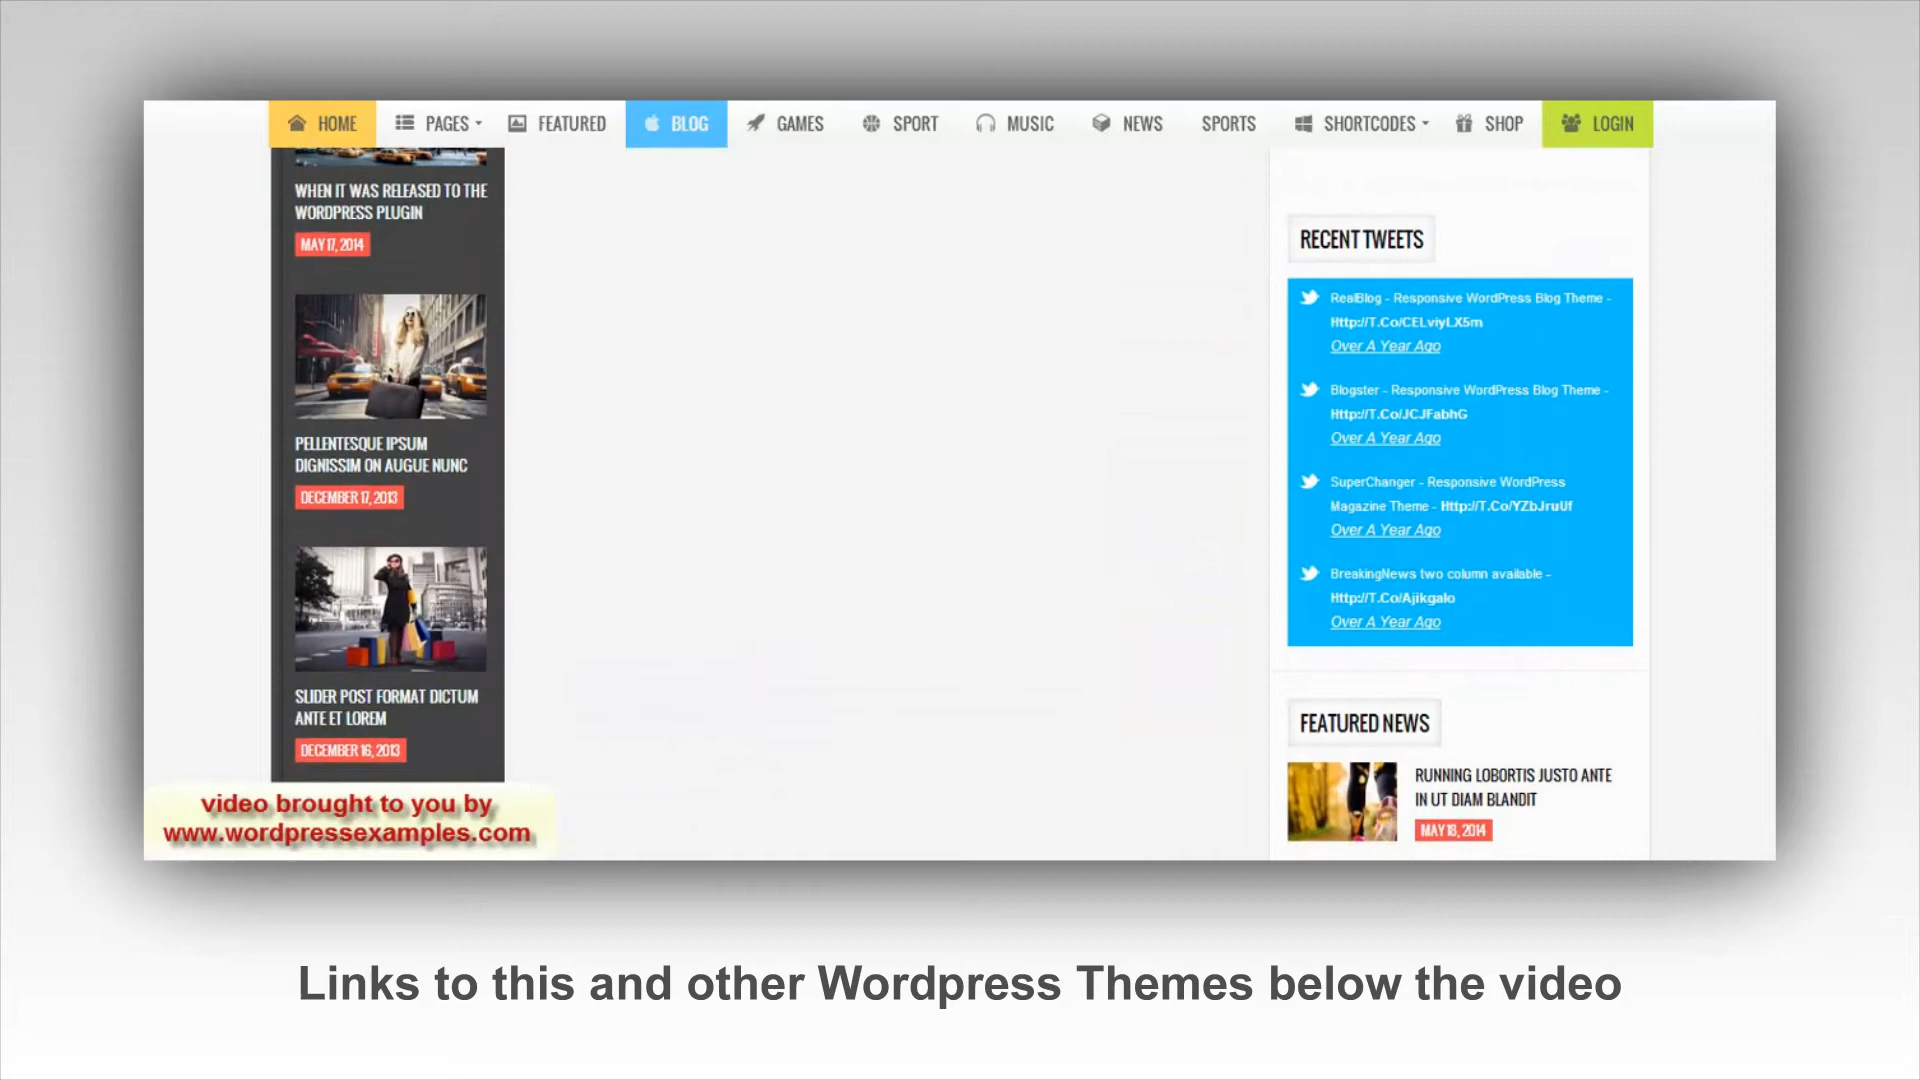 HOME PAGES FEATURED BLOG GAMES SPORT MUSIC NEWS SPORTS SHORTCODES SHOP LOGIN
WHEN IT WAS RELEASED TO THE
WORDPRESS PLUGIN
MAY 17, 2014
PELLENTESQUE IPSUM
DIGNISSIM ON AUGUE NUNC
DECEMBER 17, 2013
SLIDER POST FORMAT DICTUM
ANTE ET LOREM
DECEMBER 16, 2013
video brought to you by
www.wordpressexamples.com
RECENT TWEETS
RealBlog - Responsive WordPress Blog Theme -
Http://T.Co/CELviyLX5m
Over A Year Ago
Blogster - Responsive WordPress Blog Theme -
Http://T.Co/JCJFabhG
Over A Year Ago
SuperChanger - Responsive WordPress
Magazine Theme - Http://T.Co/YZbJruUf
Over A Year Ago
BreakingNews two column available -
Http://T.Co/Ajikgalo
Over A Year Ago
FEATURED NEWS
RUNNING LOBORTIS JUSTO ANTE
IN UT DIAM BLANDIT
MAY 18, 2014
Links to this and other Wordpress Themes below the video